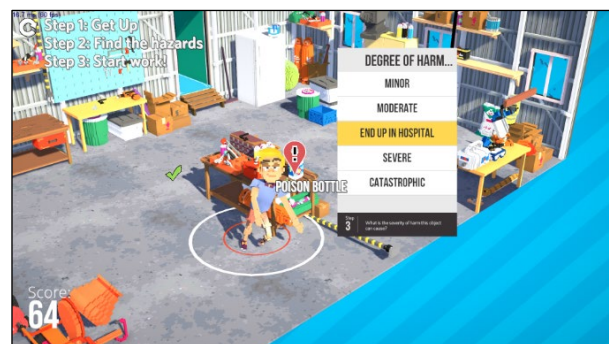 Step 1: Get Up
Step 2: Find the hazards
Step 3: Start work!
DEGREE OF HARM...
MINOR
MODERATE
END UP IN HOSPITAL
SEVERE
CATASTROPHIC
POISON BOTTLE
Step
3
What is the severity of harm this object
can cause?
Score:
64